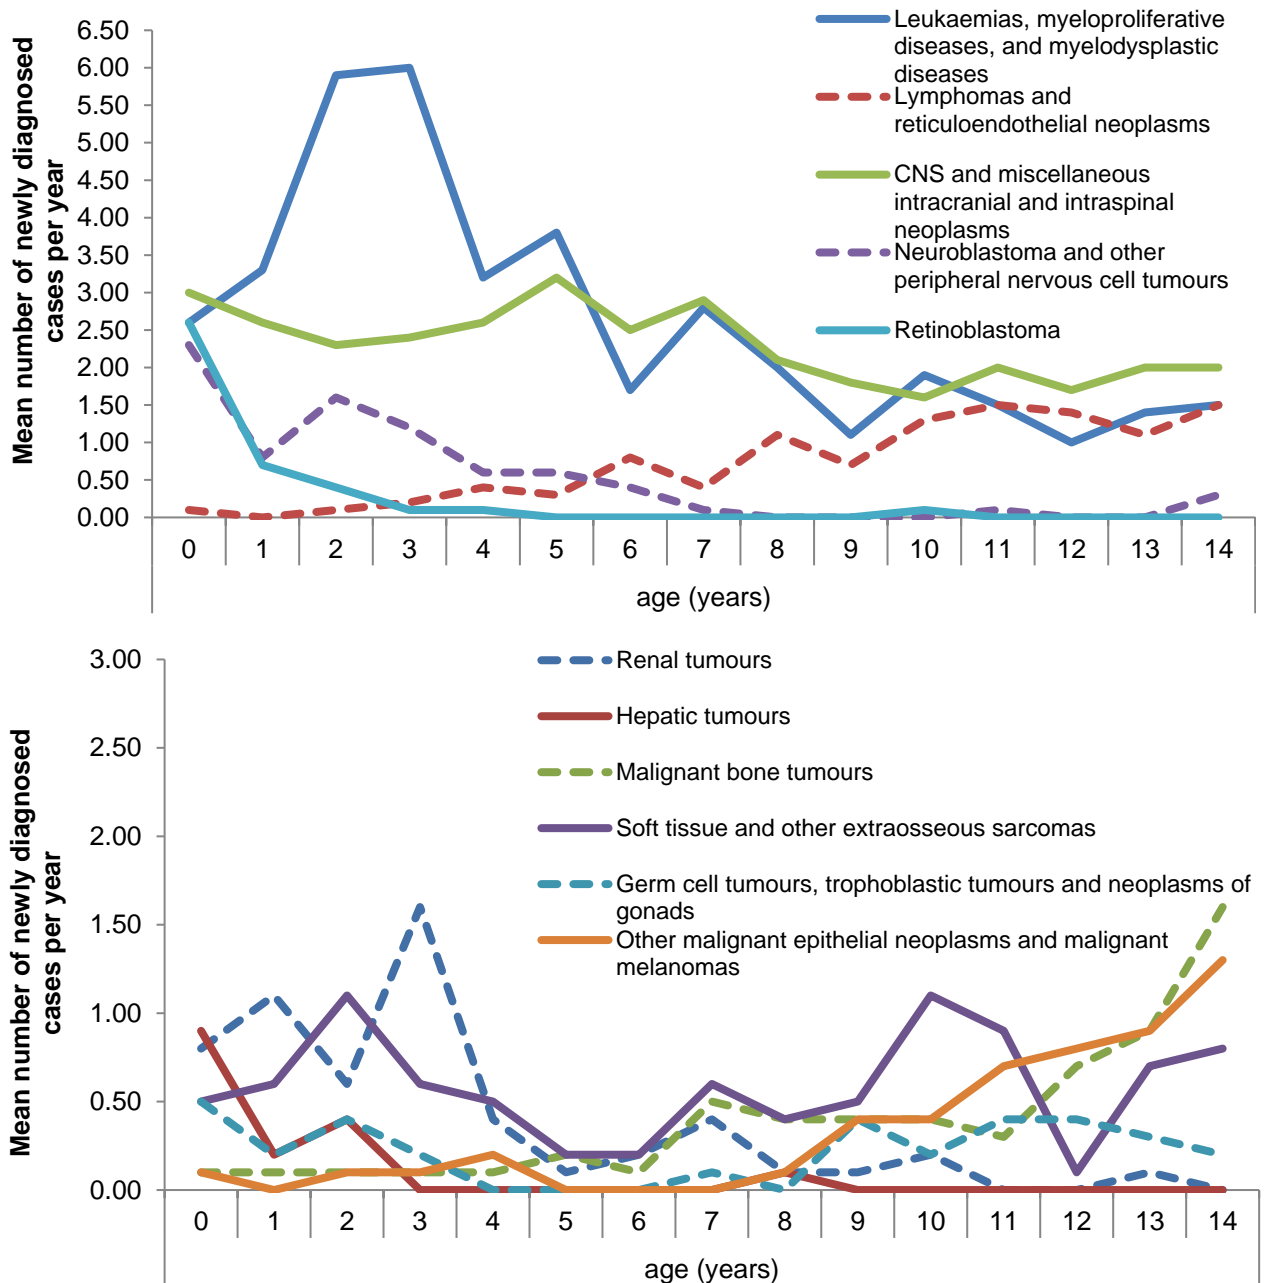 Mean number of newly diagnosed
cases per year
6.50
6.00
5.50
5.00
4.50
4.00
3.50
3.00
2.50
2.00
1.50
1.00
0.50
0.00
Leukaemias, myeloproliferative
diseases, and myelodysplastic
diseases
Lymphomas and
reticuloendothelial neoplasms
CNS and miscellaneous
intracranial and intraspinal
neoplasms
Neuroblastoma and other
peripheral nervous cell tumours
Retinoblastoma
0 1 2 3 4 5 6 7 8 9 10 11 12 13 14
age (years)
Mean number of newly diagnosed
cases per year
3.00
2.50
2.00
1.50
1.00
0.50
0.00
Renal tumours
Hepatic tumours
Malignant bone tumours
Soft tissue and other extraosseous sarcomas
Germ cell tumours, trophoblastic tumours and neoplasms of
gonads
Other malignant epithelial neoplasms and malignant
melanomas
0 1 2 3 4 5 6 7 8 9 10 11 12 13 14
age (years)